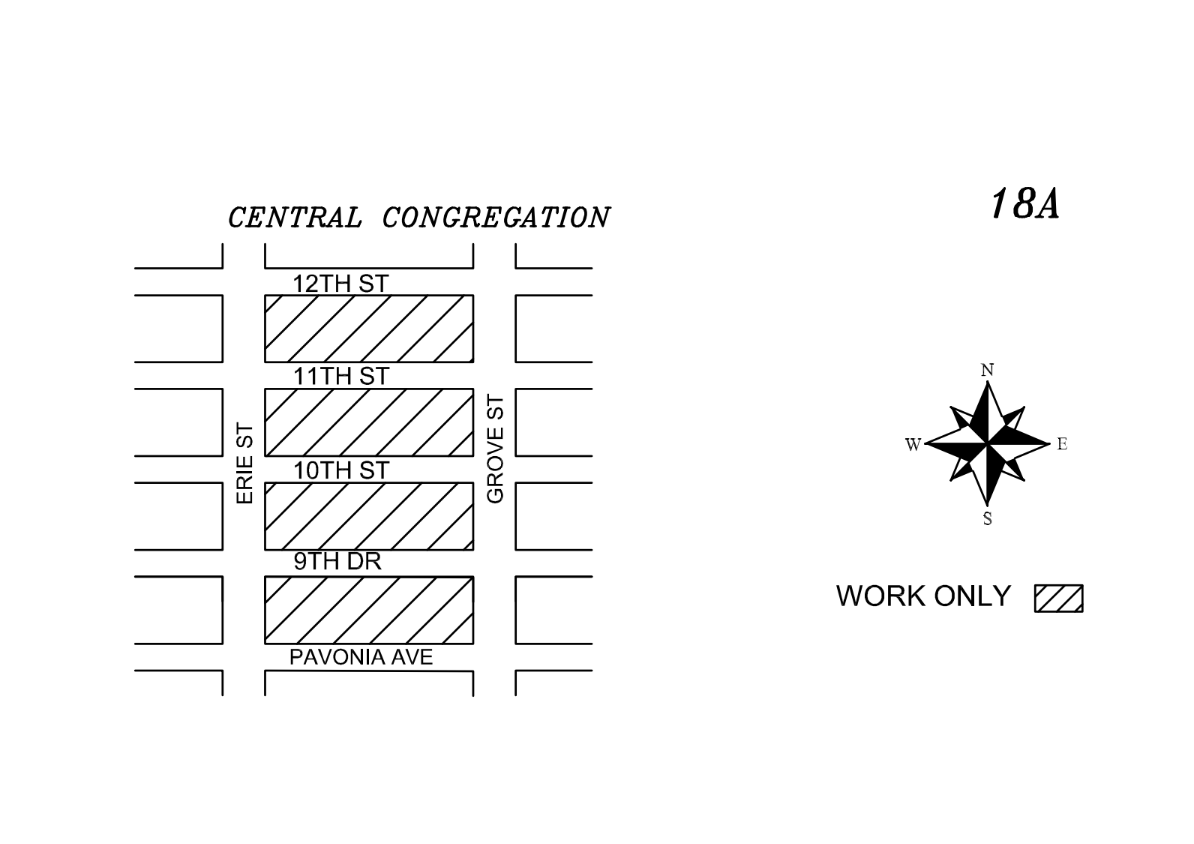 18A
CENTRAL CONGREGATION
12TH ST
11TH ST
10TH ST
9TH DR
PAVONIA AVE
ERIE ST
GROVE ST
N
W
E
S
WORK ONLY